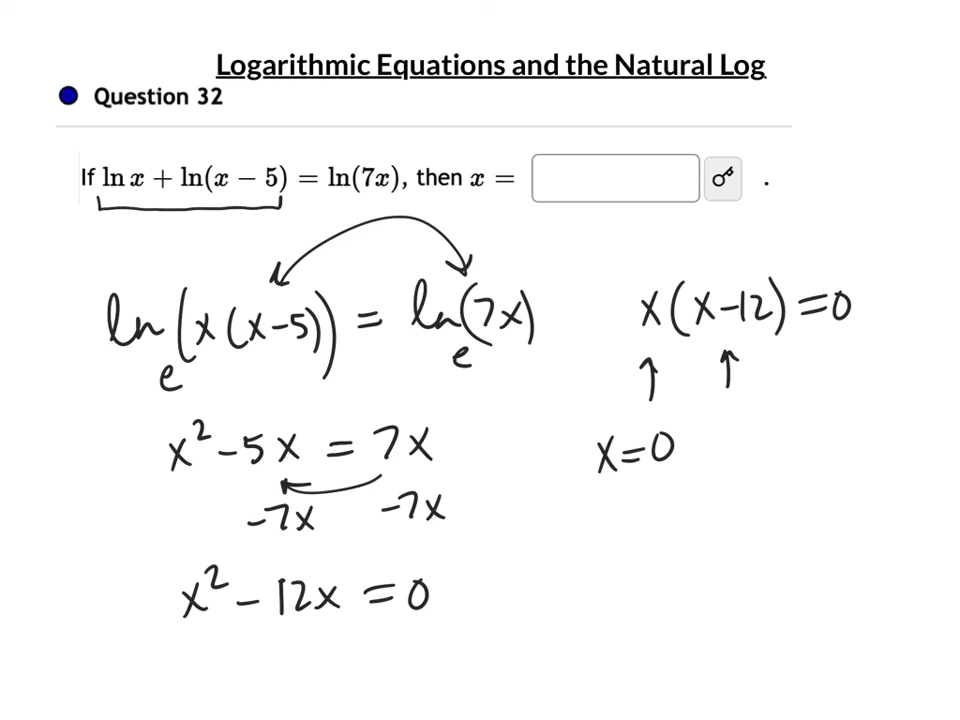 Logarithmic Equations and the Natural Log
Question 32
If ln x + ln(x − 5) = ln(7x), then x = .
ln e (x(x-5)) = ln e (7x)
x² - 5x = 7x
-7x -7x
x² - 12x = 0
x(x-12) = 0
x = 0